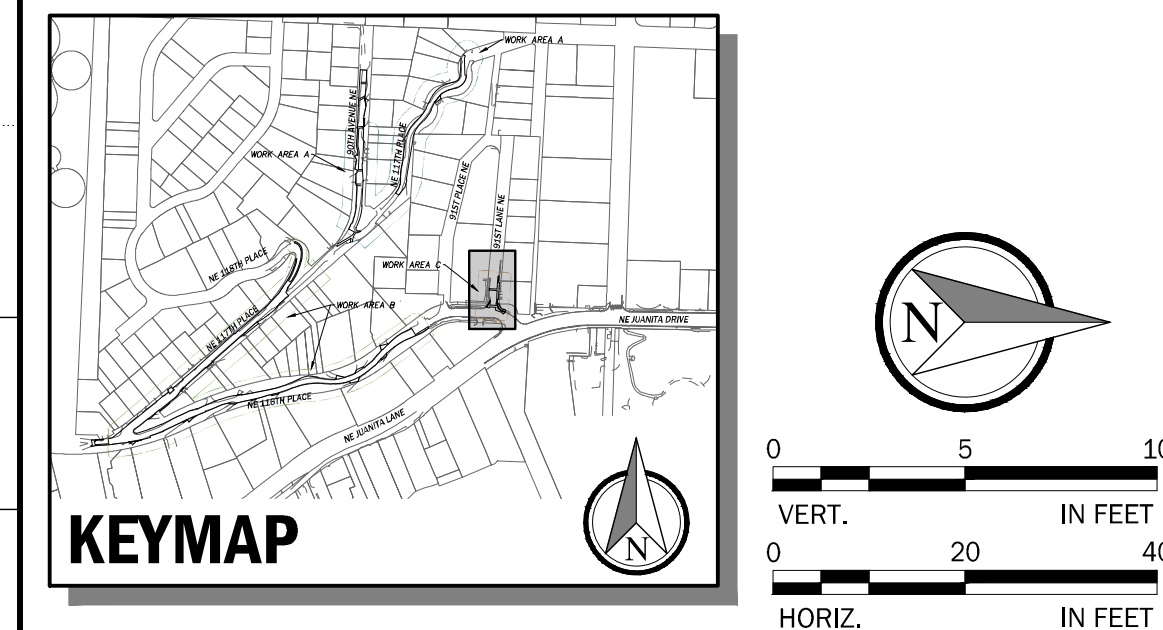 WORK AREA A
90TH AVENUE NE
NE 117TH PLACE
WORK AREA A
91ST PLACE NE
91ST LANE NE
NE 118TH PLACE
WORK AREA C
WORK AREA B
NE 117TH PLACE
NE JUANITA DRIVE
NE 116TH PLACE
NE JUANITA LANE
KEYMAP
N
N
0 5 10
VERT. IN FEET
0 20 40
HORIZ. IN FEET